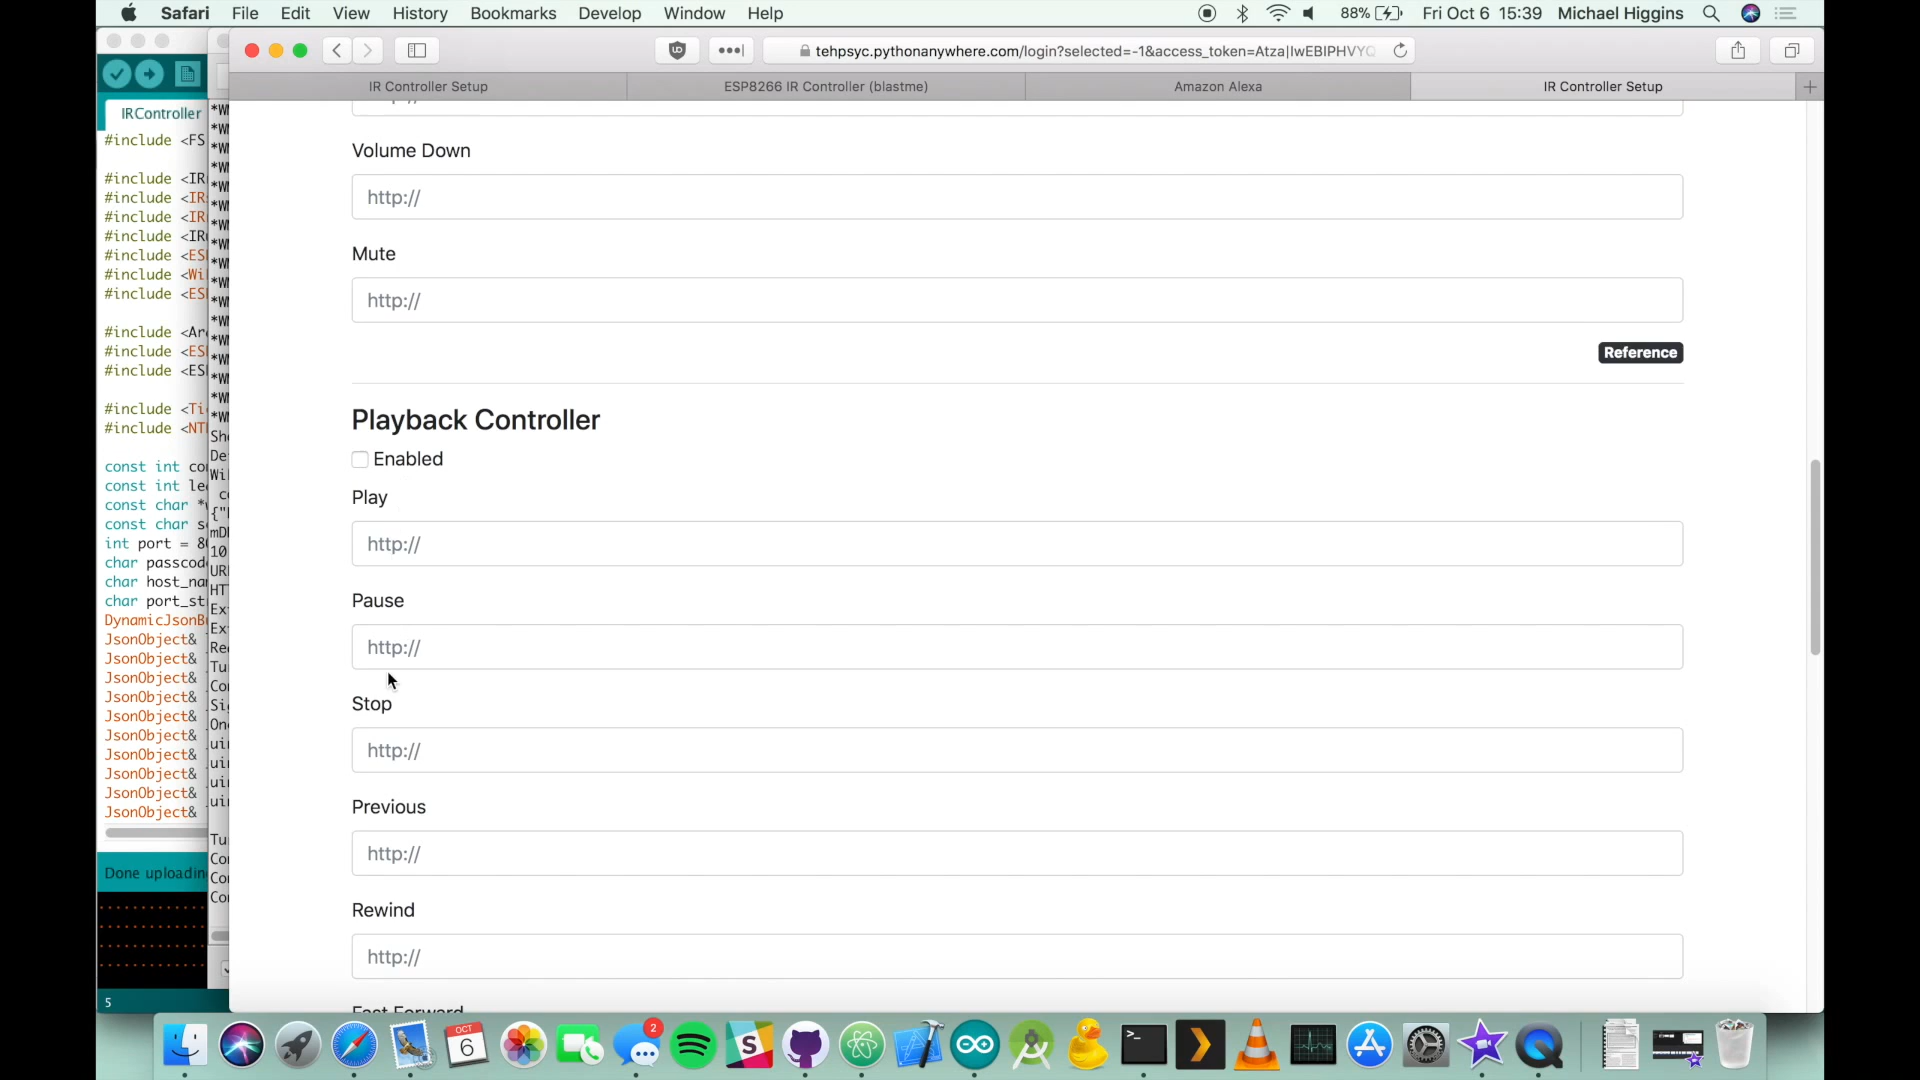 Safari File Edit View History Bookmarks Develop Window Help 88% Fri Oct 6 15:39 Michael Higgins
tehpsyc.pythonanywhere.com/login?selected=-1&access_token=Atza|IwEBIPHVY
IR Controller Setup
ESP8266 IR Controller (blastme)
Amazon Alexa
IR Controller Setup
Volume Down
http://
Mute
http://
Reference
Playback Controller
Enabled
Play
http://
Pause
http://
Stop
http://
Previous
http://
Rewind
http://
Fast Forward
IRController
#include <FS
#include <IR
#include <IR
#include <IR
#include <IR
#include <ES
#include <Wi
#include <ES
#include <Ar
#include <ES
#include <ES
#include <Ti
#include <NT
const int co
const int le
const char *
const char s
int port = 8
char passcod
char host_na
char port_st
DynamicJsonB
JsonObject&
JsonObject&
JsonObject&
JsonObject&
JsonObject&
JsonObject&
JsonObject&
JsonObject&
JsonObject&
JsonObject&
Done uploadin
5
OCT
6
2